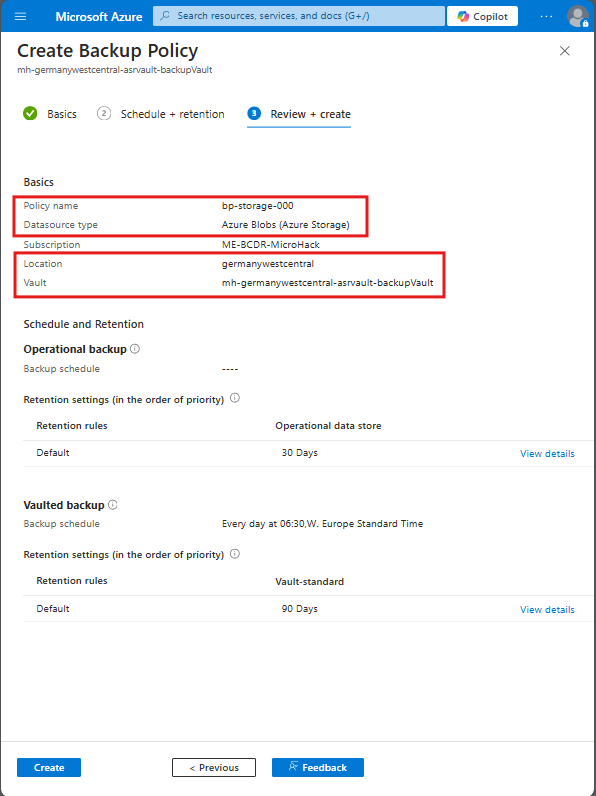 Microsoft Azure
Search resources, services, and docs (G+/)
Copilot
Create Backup Policy
mh-germanywestcentral-asrvault-backupVault
Basics
2 Schedule + retention
3 Review + create
Basics
Policy name bp-storage-000
Datasource type Azure Blobs (Azure Storage)
Subscription ME-BCDR-MicroHack
Location germanywestcentral
Vault mh-germanywestcentral-asrvault-backupVault
Schedule and Retention
Operational backup
Backup schedule ----
Retention settings (in the order of priority)
Retention rules Operational data store
Default 30 Days View details
Vaulted backup
Backup schedule Every day at 06:30,W. Europe Standard Time
Retention settings (in the order of priority)
Retention rules Vault-standard
Default 90 Days View details
Create < Previous Feedback